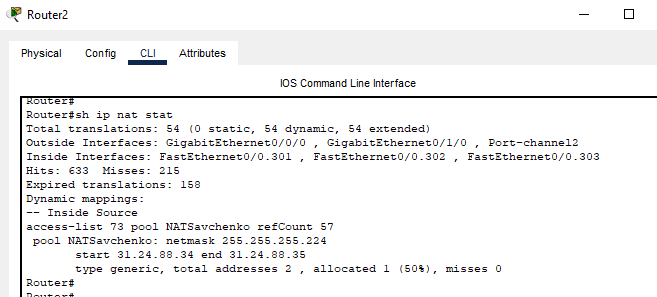 Router2
Physical Config CLI Attributes
IOS Command Line Interface
Router#
Router#sh ip nat stat
Total translations: 54 (0 static, 54 dynamic, 54 extended)
Outside Interfaces: GigabitEthernet0/0/0 , GigabitEthernet0/1/0 , Port-channel2
Inside Interfaces: FastEthernet0/0.301 , FastEthernet0/0.302 , FastEthernet0/0.303
Hits: 633  Misses: 215
Expired translations: 158
Dynamic mappings:
-- Inside Source
access-list 73 pool NATSavchenko refCount 57
 pool NATSavchenko: netmask 255.255.255.224
       start 31.24.88.34 end 31.24.88.35
       type generic, total addresses 2 , allocated 1 (50%), misses 0
Router#
Router#